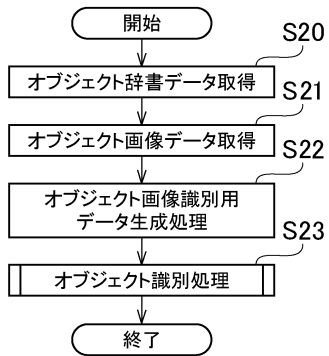 開始
S20
オブジェクト辞書データ取得
S21
オブジェクト画像データ取得
S22
オブジェクト画像識別用
データ生成処理
S23
オブジェクト識別処理
終了